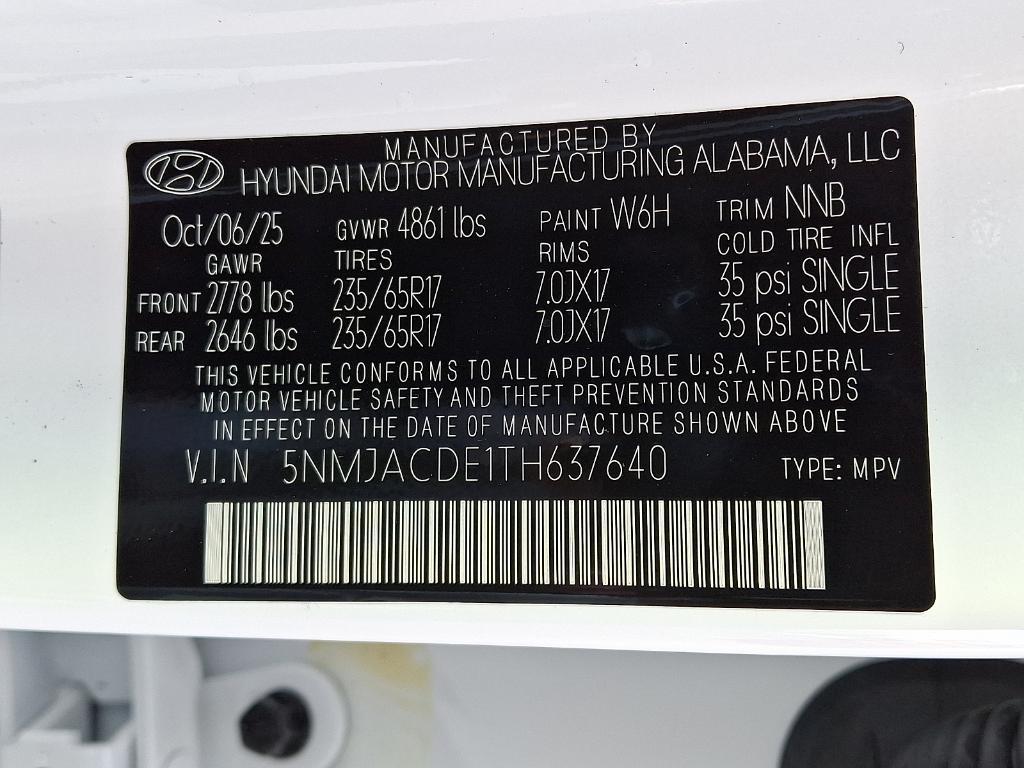 MANUFACTURED BY
HYUNDAI MOTOR MANUFACTURING ALABAMA, LLC
Oct/06/25 GVWR 4861 lbs PAINT W6H TRIM NNB
GAWR TIRES RIMS COLD TIRE INFL
FRONT 2778 lbs 235/65R17 7.0JX17 35 psi SINGLE
REAR 2646 lbs 235/65R17 7.0JX17 35 psi SINGLE
THIS VEHICLE CONFORMS TO ALL APPLICABLE U.S.A. FEDERAL
MOTOR VEHICLE SAFETY AND THEFT PREVENTION STANDARDS
IN EFFECT ON THE DATE OF MANUFACTURE SHOWN ABOVE
V.I.N 5NMJACDE1TH637640 TYPE: MPV